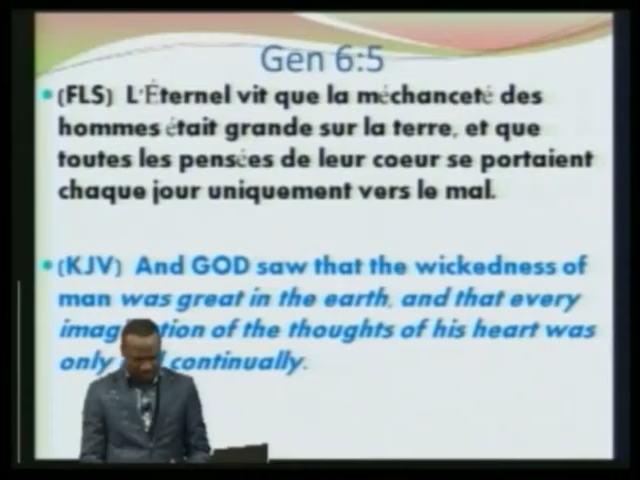 Gen 6:5
(FLS) L'Éternel vit que la méchanceté des
hommes était grande sur la terre, et que
toutes les pensées de leur coeur se portaient
chaque jour uniquement vers le mal.
(KJV) And GOD saw that the wickedness of
man was great in the earth, and that every
tion of the thoughts of his heart was
only continually.